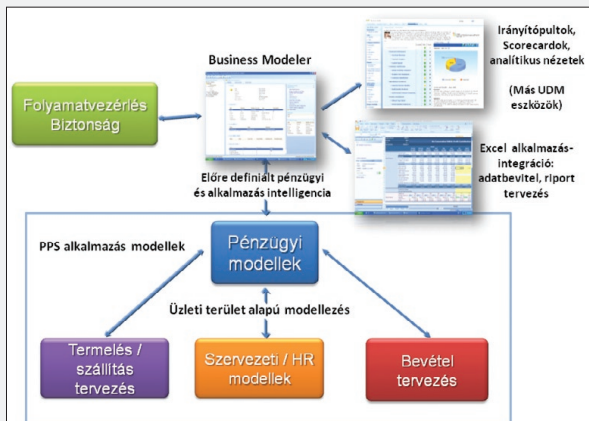 Business Modeler
Irányítópultok,
Scorecardok,
analítikus nézetek
(Más UDM
eszközök)
Folyamatvezérlés
Biztonság
Excel alkalmazás-
integráció:
adatbevitel, riport
tervezés
Előre definiált pénzügyi
és alkalmazás intelligencia
PPS alkalmazás modellek
Pénzügyi
modellek
Üzleti terület alapú modellezés
Termelés /
szállítás
tervezés
Szervezeti / HR
modellek
Bevétel
tervezés